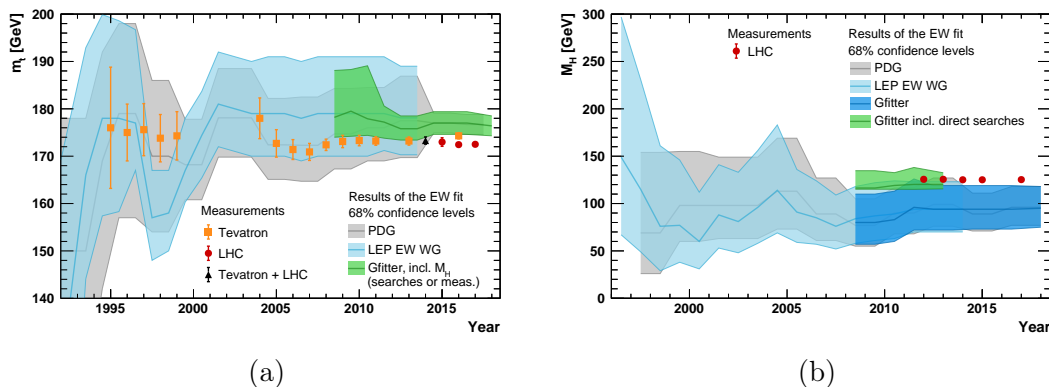 m_t [GeV]
200
190
180
170
160
150
140
1995
2000
2005
2010
2015
Year
Measurements
Tevatron
LHC
Tevatron + LHC
Results of the EW fit
68% confidence levels
PDG
LEP EW WG
Gfitter, incl. M_H
(searches or meas.)
(a)
M_H [GeV]
300
250
200
150
100
50
0
2000
2005
2010
2015
Year
Measurements
LHC
Results of the EW fit
68% confidence levels
PDG
LEP EW WG
Gfitter
Gfitter incl. direct searches
(b)